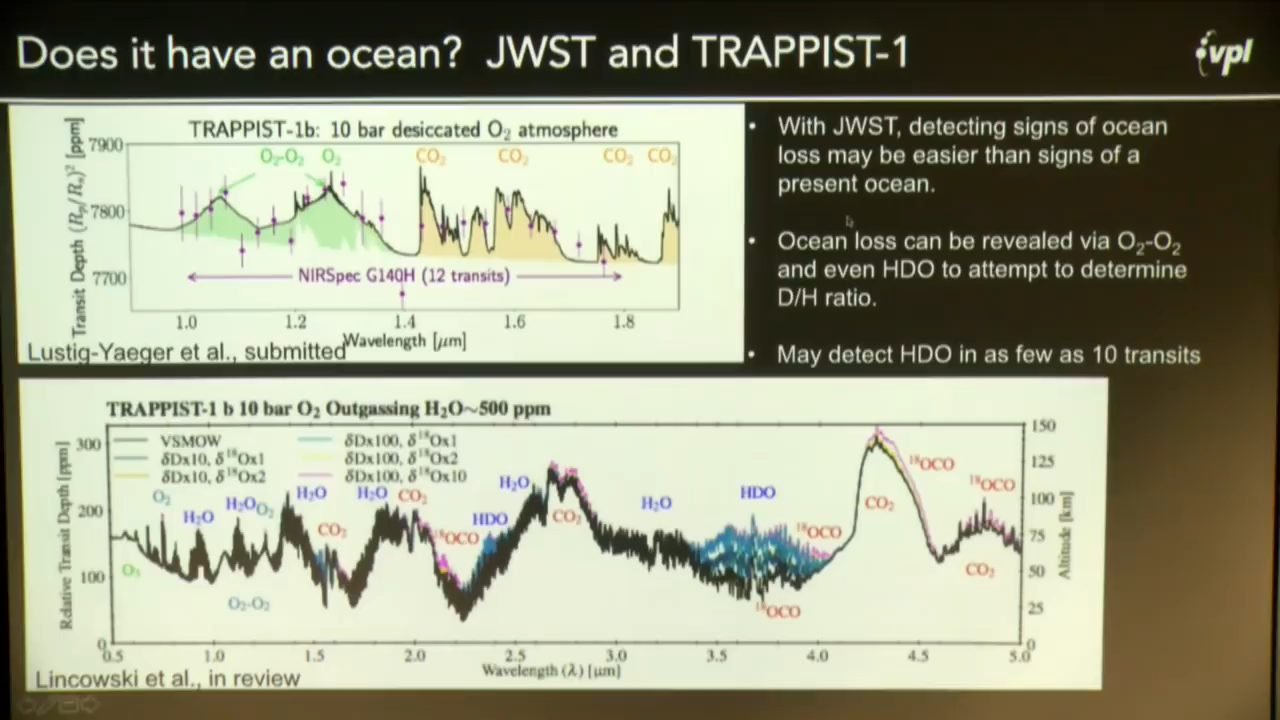 Does it have an ocean? JWST and TRAPPIST-1
vpl
TRAPPIST-1b: 10 bar desiccated O₂ atmosphere
Transit Depth (Rp/R*)² [ppm]
7900
7800
7700
O₂-O₂
O₂
CO₂
CO₂
CO₂
CO₂
NIRSpec G140H (12 transits)
1.0
1.2
1.4
1.6
1.8
Wavelength [μm]
Lustig-Yaeger et al., submitted
• With JWST, detecting signs of ocean
loss may be easier than signs of a
present ocean.
• Ocean loss can be revealed via O₂-O₂
and even HDO to attempt to determine
D/H ratio.
• May detect HDO in as few as 10 transits
TRAPPIST-1 b 10 bar O₂ Outgassing H₂O~500 ppm
Relative Transit Depth [ppm]
300
200
100
0
VSMOW
δDx10, δ¹⁸Ox1
δDx10, δ¹⁸Ox2
δDx100, δ¹⁸Ox1
δDx100, δ¹⁸Ox2
δDx100, δ¹⁸Ox10
O₃
O₂
H₂O
H₂O
O₂
O₂-O₂
H₂O
CO₂
H₂O
CO₂
¹⁸OCO
HDO
H₂O
CO₂
H₂O
HDO
¹⁸OCO
¹⁸OCO
CO₂
¹⁸OCO
¹⁸OCO
CO₂
150
125
100
75
50
25
0
Altitude [km]
0.5
1.0
1.5
2.0
2.5
3.0
3.5
4.0
4.5
5.0
Wavelength (λ) [μm]
Lincowski et al., in review